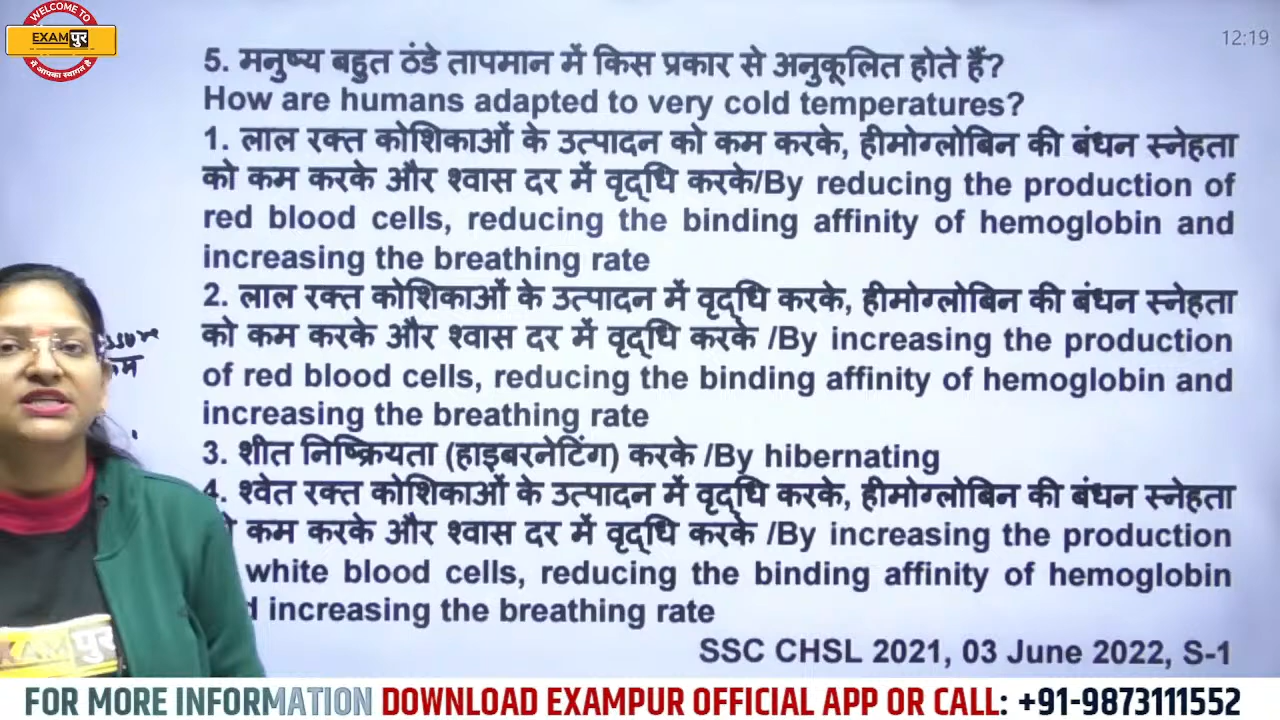 WELCOME TO
EXAMपुर
में आपका स्वागत है
12:19
5. मनुष्य बहुत ठंडे तापमान में किस प्रकार से अनुकूलित होते हैं?
How are humans adapted to very cold temperatures?
1. लाल रक्त कोशिकाओं के उत्पादन को कम करके, हीमोग्लोबिन की बंधन स्नेहता
को कम करके और श्वास दर में वृद्धि करके/By reducing the production of
red blood cells, reducing the binding affinity of hemoglobin and
increasing the breathing rate
2. लाल रक्त कोशिकाओं के उत्पादन में वृद्धि करके, हीमोग्लोबिन की बंधन स्नेहता
को कम करके और श्वास दर में वृद्धि करके /By increasing the production
of red blood cells, reducing the binding affinity of hemoglobin and
increasing the breathing rate
3. शीत निष्क्रियता (हाइबरनेटिंग) करके /By hibernating
4. श्वेत रक्त कोशिकाओं के उत्पादन में वृद्धि करके, हीमोग्लोबिन की बंधन स्नेहता
कम करके और श्वास दर में वृद्धि करके /By increasing the production
white blood cells, reducing the binding affinity of hemoglobin
increasing the breathing rate
SSC CHSL 2021, 03 June 2022, S-1
FOR MORE INFORMATION DOWNLOAD EXAMPUR OFFICIAL APP OR CALL: +91-9873111552